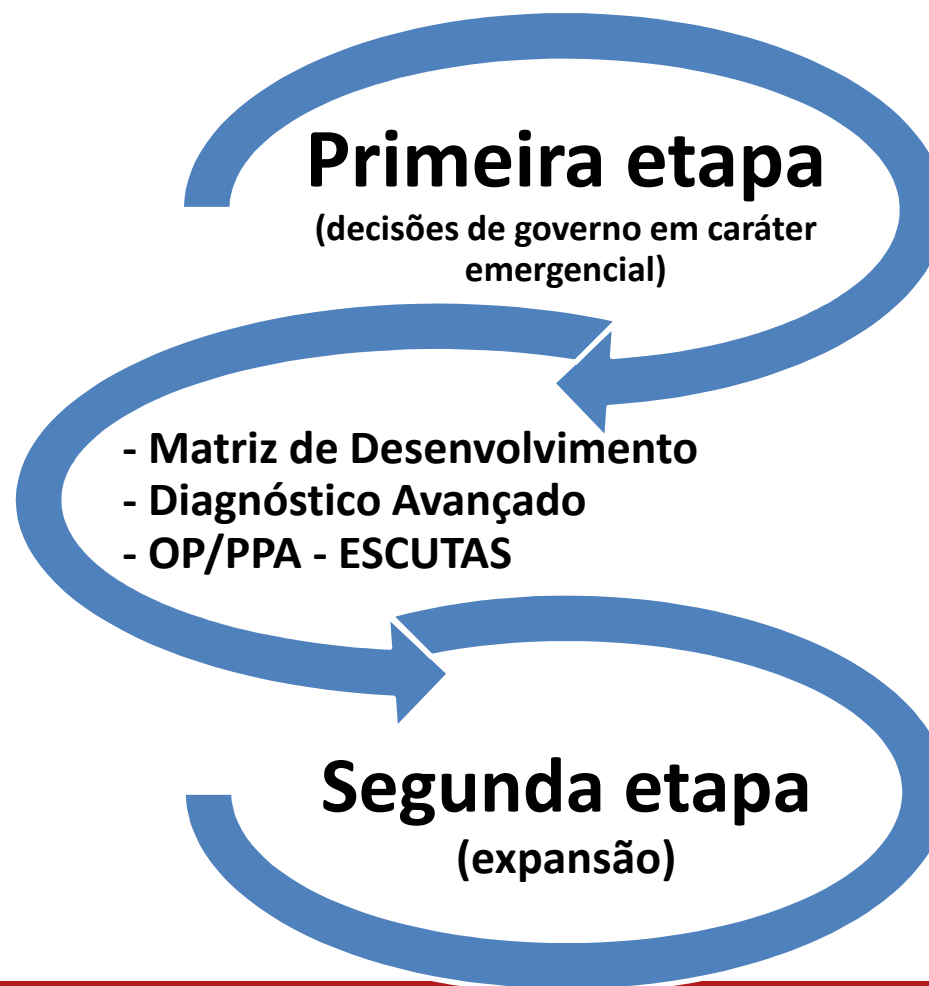 Primeira etapa
(decisões de governo em caráter
emergencial)
- Matriz de Desenvolvimento
- Diagnóstico Avançado
- OP/PPA - ESCUTAS
Segunda etapa
(expansão)